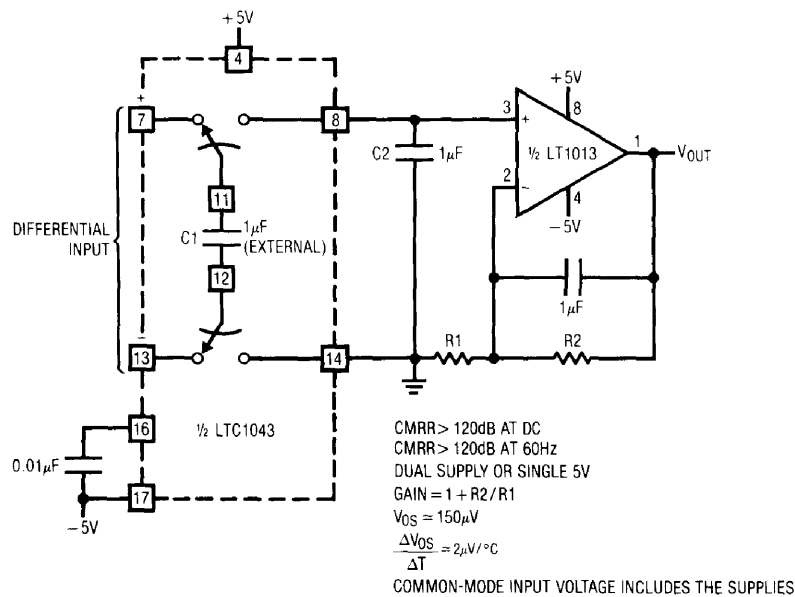 +5V
4
+
7
8
3
+
+5V
8
1
VOUT
½ LT1013
C2
1µF
2
−
4
−5V
11
DIFFERENTIAL
INPUT
C1
1µF
(EXTERNAL)
12
1µF
R1
R2
−
13
14
16
½ LTC1043
0.01µF
17
−5V
CMRR > 120dB AT DC
CMRR > 120dB AT 60Hz
DUAL SUPPLY OR SINGLE 5V
GAIN = 1 + R2/R1
VOS ≃ 150µV
ΔVOS
ΔT
≃ 2µV/°C
COMMON-MODE INPUT VOLTAGE INCLUDES THE SUPPLIES